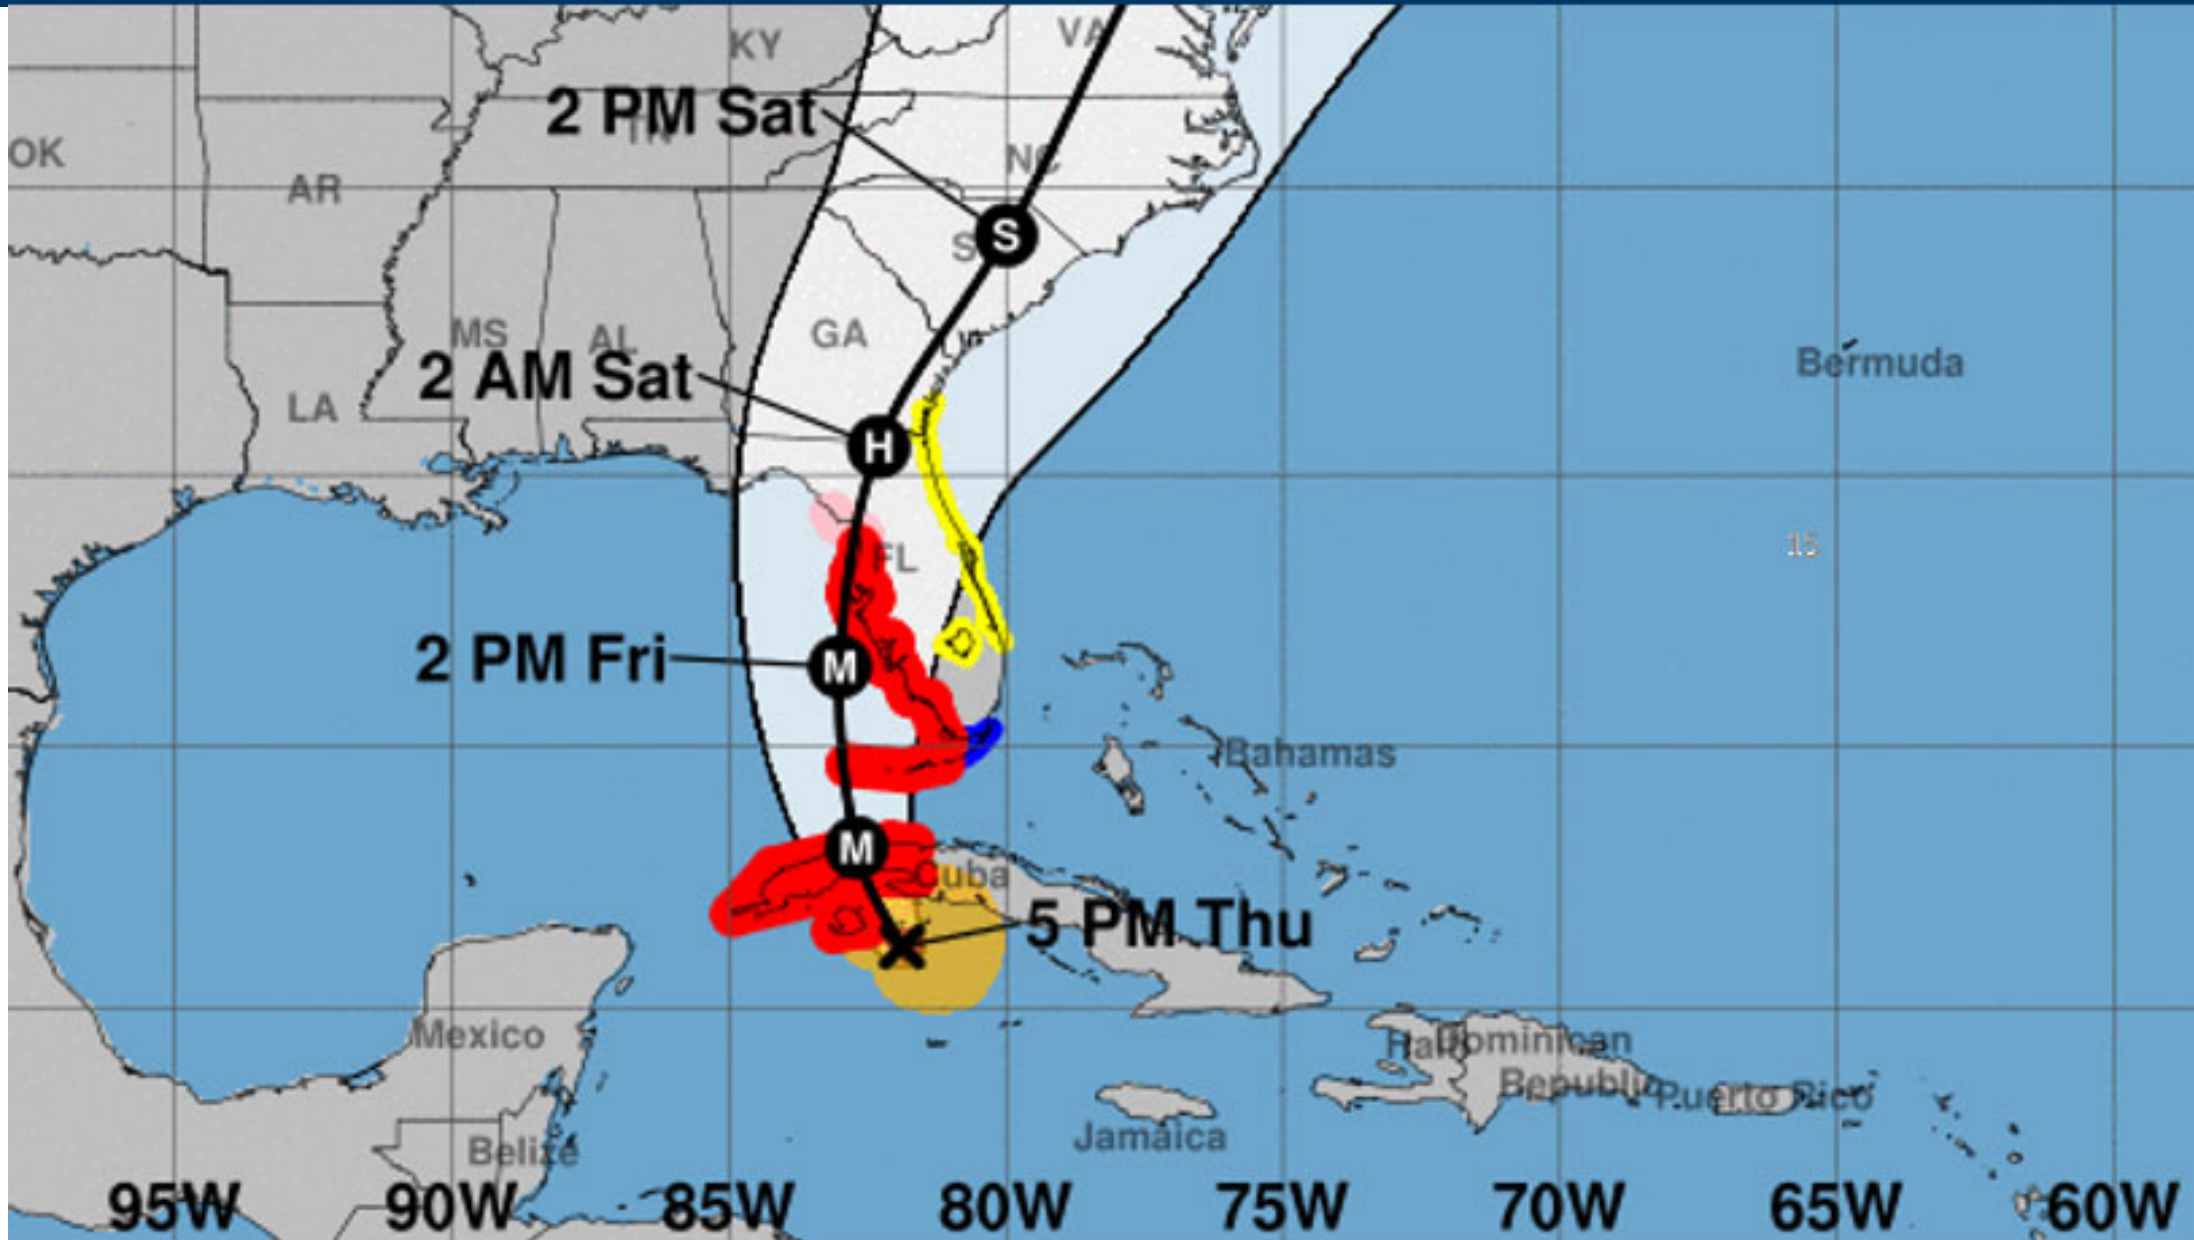 KY
VA
2 PM Sat
TN
OK
NC
AR
S
S
GA
MS
AL
2 AM Sat
Bermuda
LA
H
15
FL
2 PM Fri
M
Bahamas
M
Cuba
5 PM Thu
Mexico
Haiti
Dominican
Republic
Puerto Rico
Jamaica
Belize
95W 90W 85W 80W 75W 70W 65W 60W